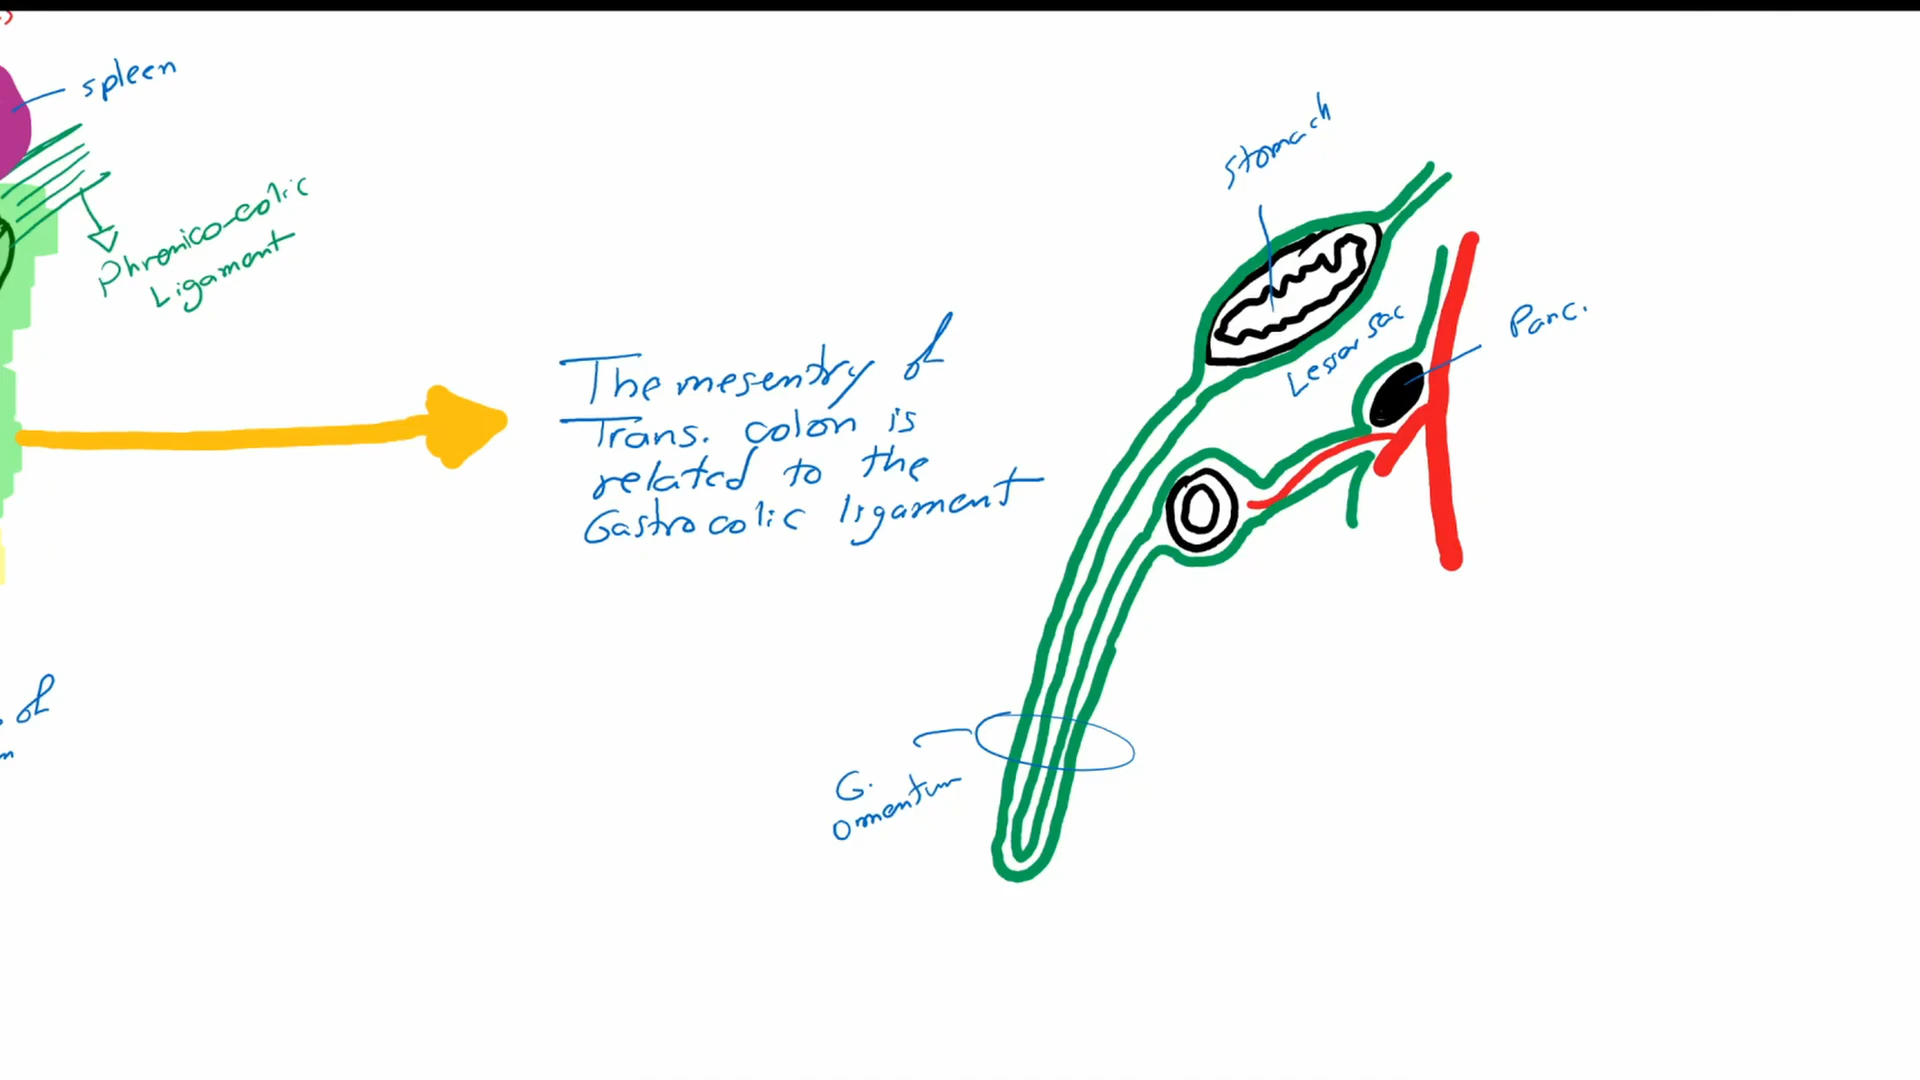 spleen
Phrenico-colic
Ligament
The mesentry of
Trans. colon is
related to the
Gastrocolic ligament
stomach
Lesser sac
Panc.
G.
omentum
of